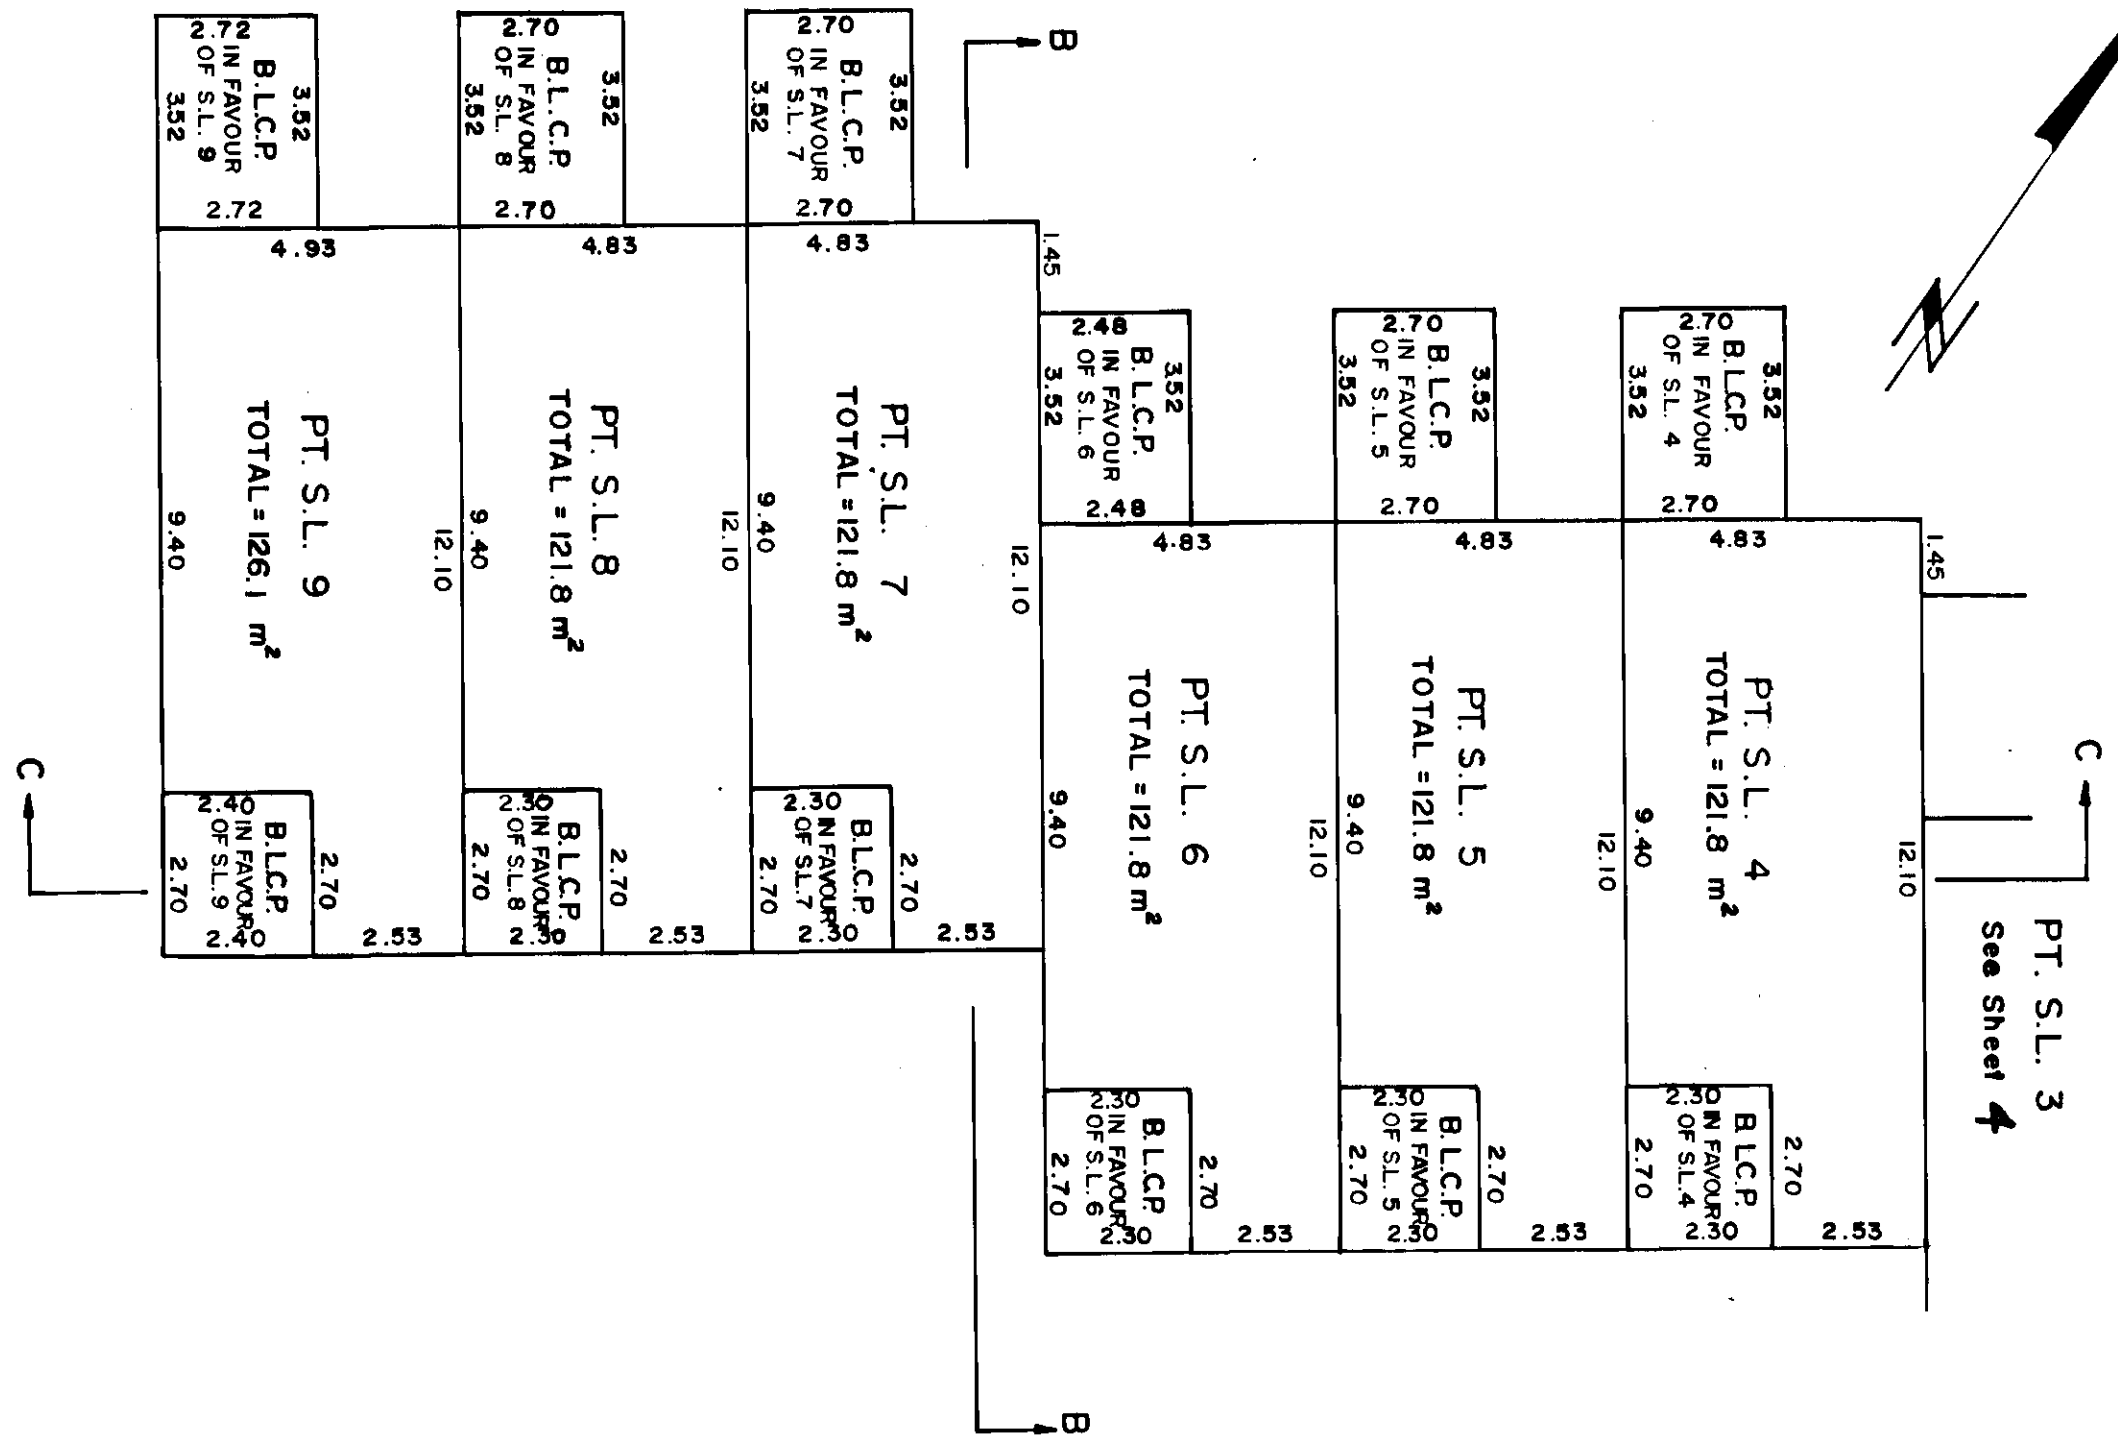 B
2.72
3.52
B.L.C.P.
IN FAVOUR
OF S.L. 9
3.52
2.72
2.70
3.52
B.L.C.P.
IN FAVOUR
OF S.L. 8
3.52
2.70
2.70
3.52
B.L.C.P.
IN FAVOUR
OF S.L. 7
3.52
2.70
4.93
4.83
4.83
1.45
2.48
3.52
B.L.C.P.
IN FAVOUR
OF S.L. 6
3.52
2.48
2.70
3.52
B.L.C.P.
IN FAVOUR
OF S.L. 5
3.52
2.70
2.70
3.52
B.L.C.P.
IN FAVOUR
OF S.L. 4
3.52
2.70
4.83
4.83
4.83
1.45
PT. S.L. 9
TOTAL = 126.1 m²
9.40
12.10
PT. S.L. 8
TOTAL = 121.8 m²
9.40
12.10
PT. S.L. 7
TOTAL = 121.8 m²
9.40
12.10
PT. S.L. 6
TOTAL = 121.8 m²
9.40
12.10
PT. S.L. 5
TOTAL = 121.8 m²
9.40
12.10
PT. S.L. 4
TOTAL = 121.8 m²
9.40
12.10
C
C
PT. S.L. 3
See Sheet 4
2.40
2.70
B.L.C.P.
IN FAVOUR
OF S.L. 9
2.70
2.40
2.53
2.30
2.70
B.L.C.P.
IN FAVOUR
OF S.L. 8
2.70
2.30
2.53
2.30
2.70
B.L.C.P.
IN FAVOUR
OF S.L. 7
2.70
2.30
2.53
2.30
2.70
B.L.C.P.
IN FAVOUR
OF S.L. 6
2.70
2.30
2.53
2.30
2.70
B.L.C.P.
IN FAVOUR
OF S.L. 5
2.70
2.30
2.53
2.30
2.70
B.L.C.P.
IN FAVOUR
OF S.L. 4
2.70
2.30
2.53
B